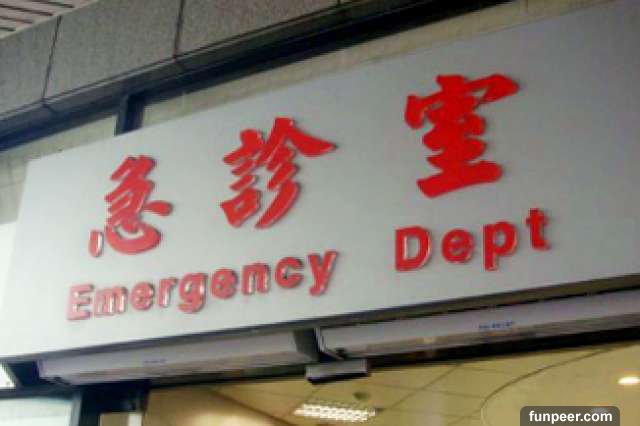 急診室
Emergency Dept
funpeer.com